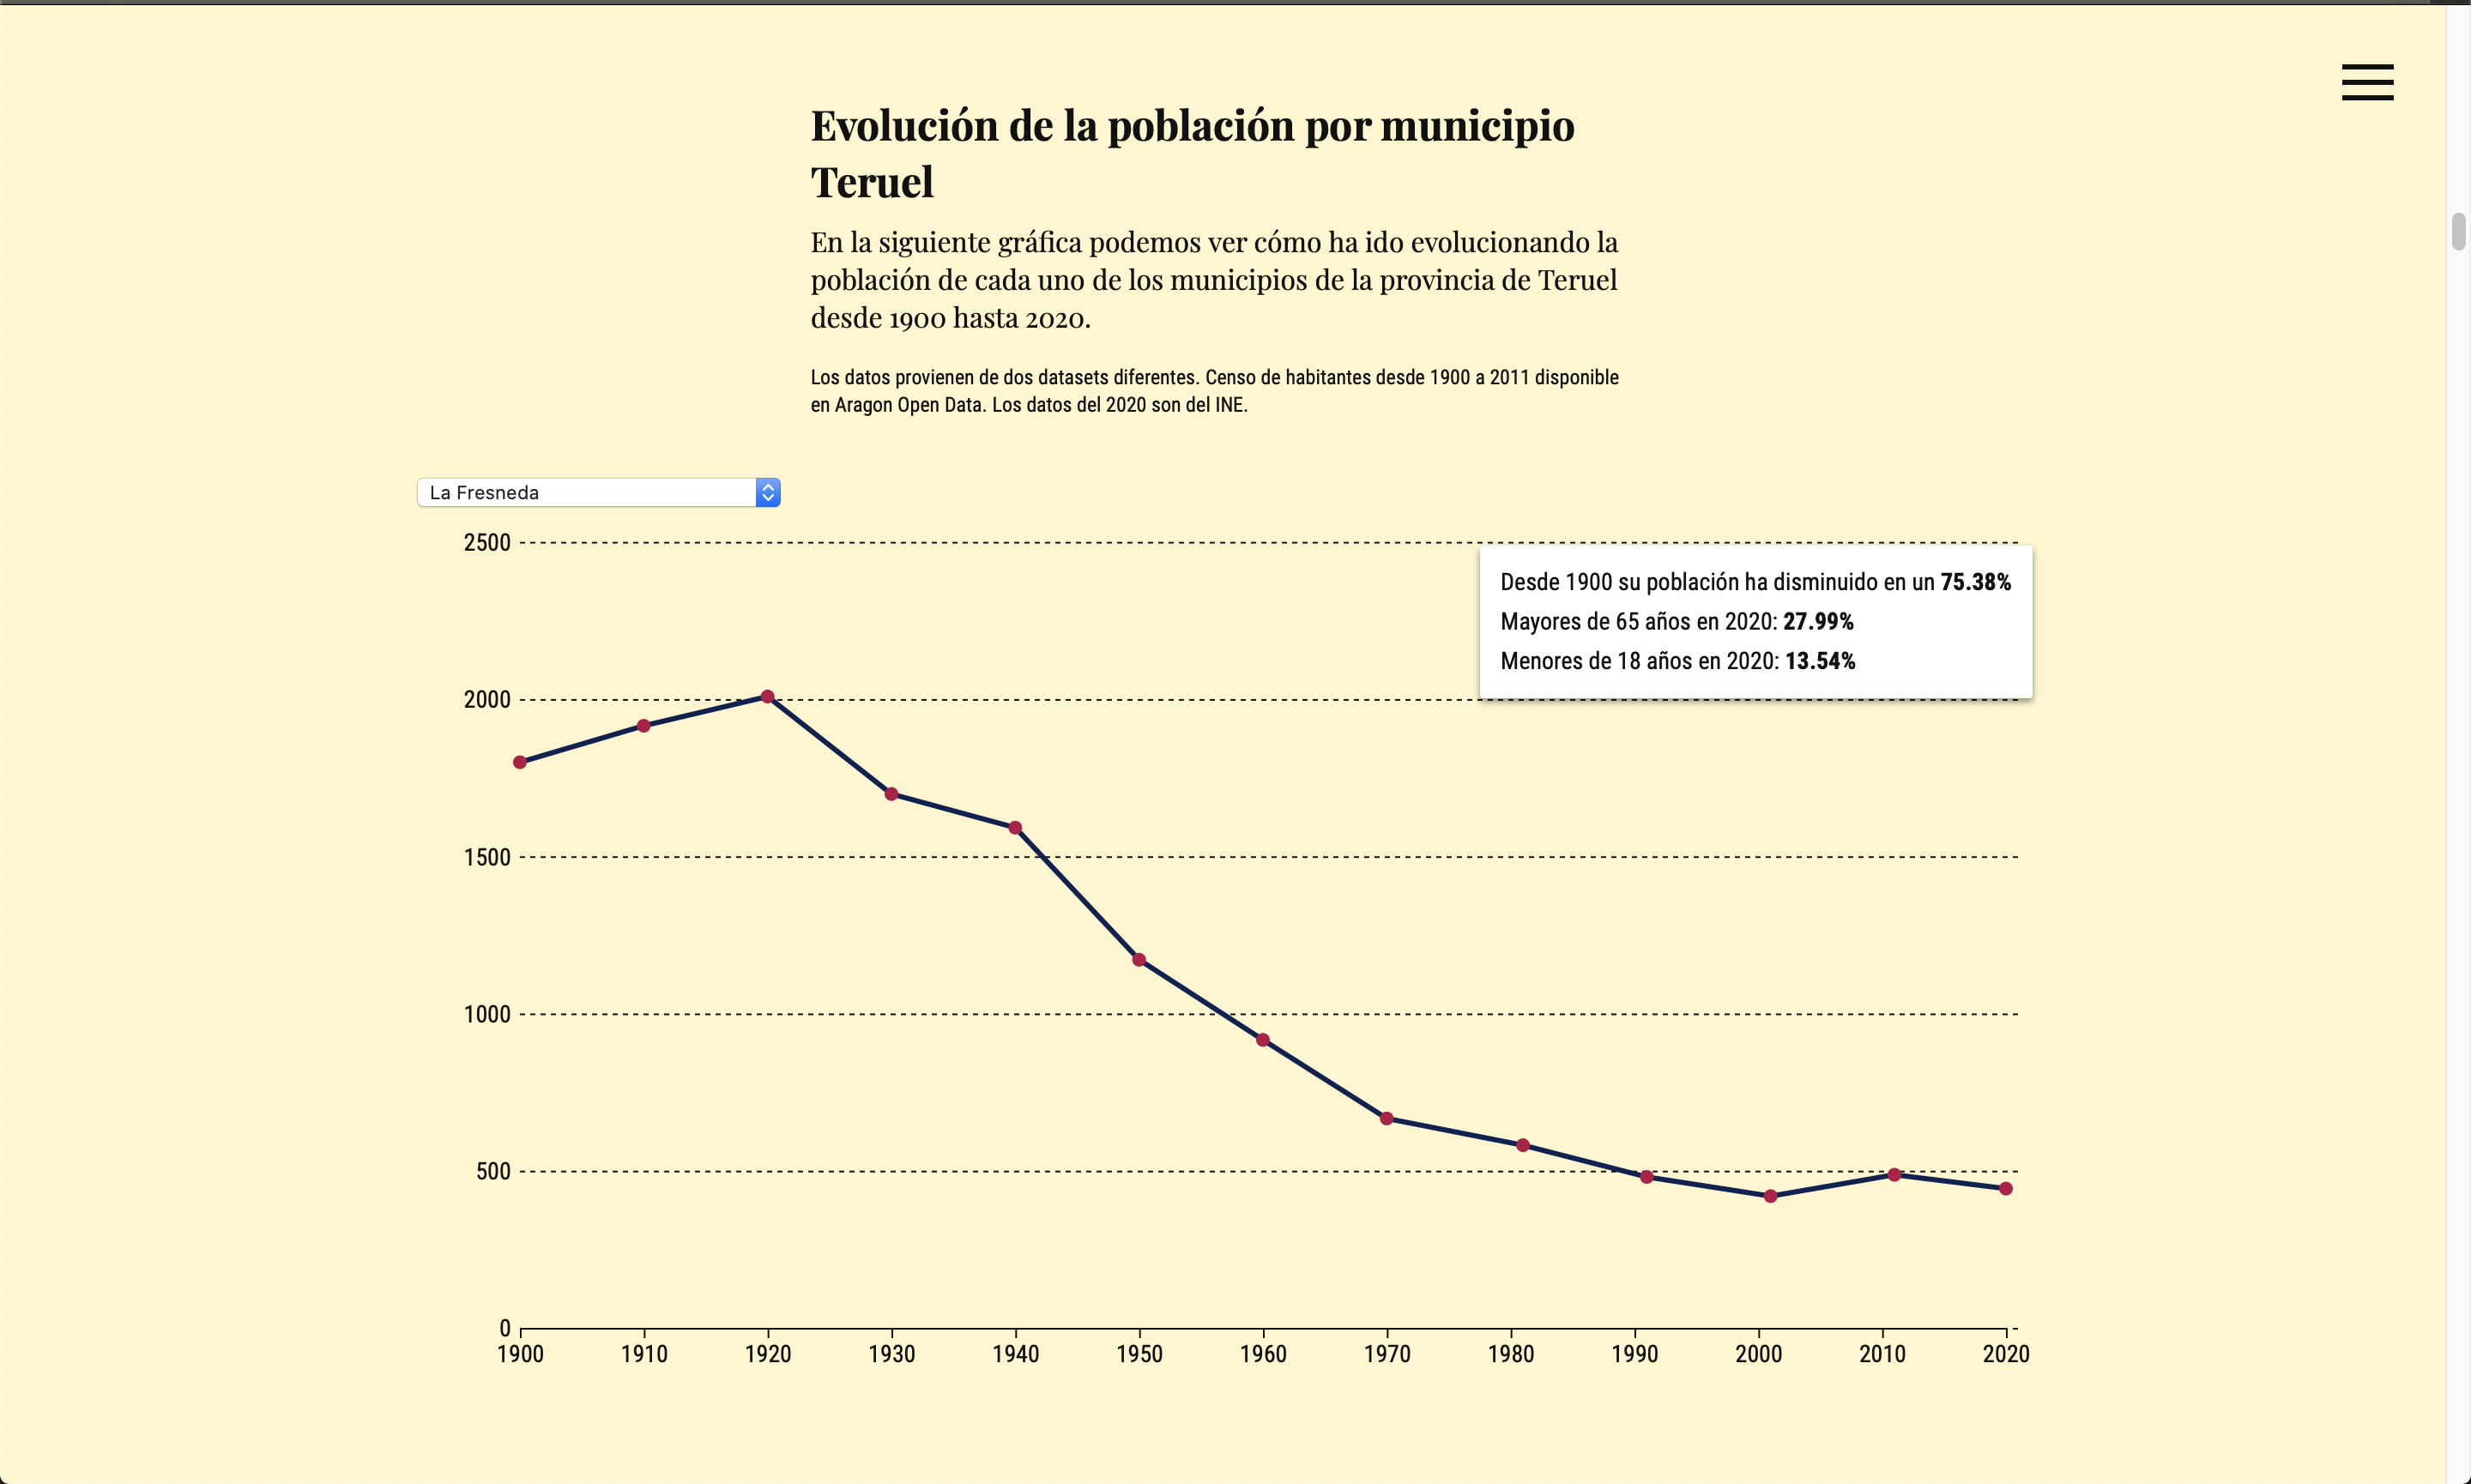 Evolución de la población por municipio
Teruel
En la siguiente gráfica podemos ver cómo ha ido evolucionando la
población de cada uno de los municipios de la provincia de Teruel
desde 1900 hasta 2020.
Los datos provienen de dos datasets diferentes. Censo de habitantes desde 1900 a 2011 disponible
en Aragon Open Data. Los datos del 2020 son del INE.
La Fresneda
2500
Desde 1900 su población ha disminuido en un 75.38%
Mayores de 65 años en 2020: 27.99%
Menores de 18 años en 2020: 13.54%
2000
1500
1000
500
0
1900 1910 1920 1930 1940 1950 1960 1970 1980 1990 2000 2010 2020